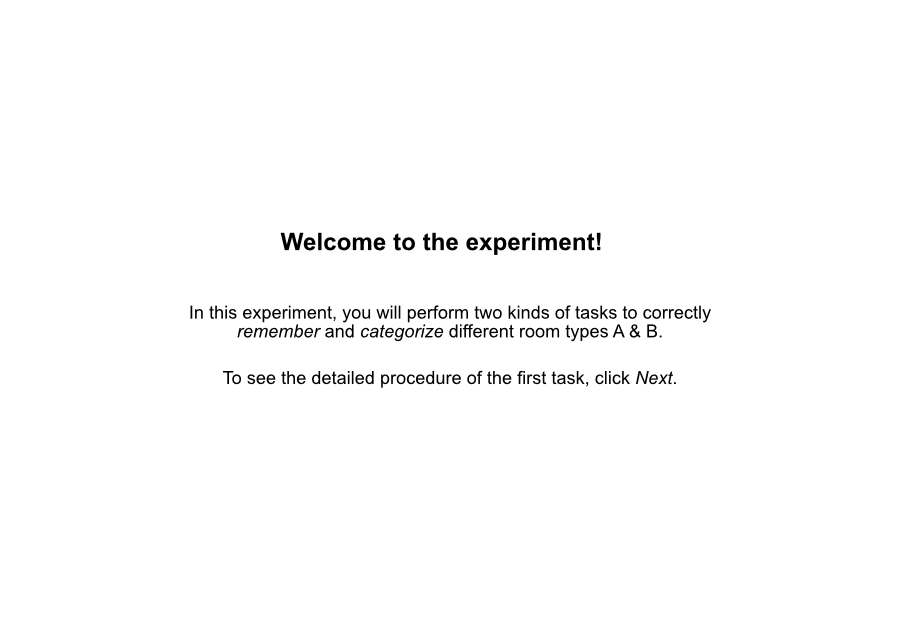 Welcome to the experiment!
In this experiment, you will perform two kinds of tasks to correctly
remember and categorize different room types A & B.
To see the detailed procedure of the first task, click Next.